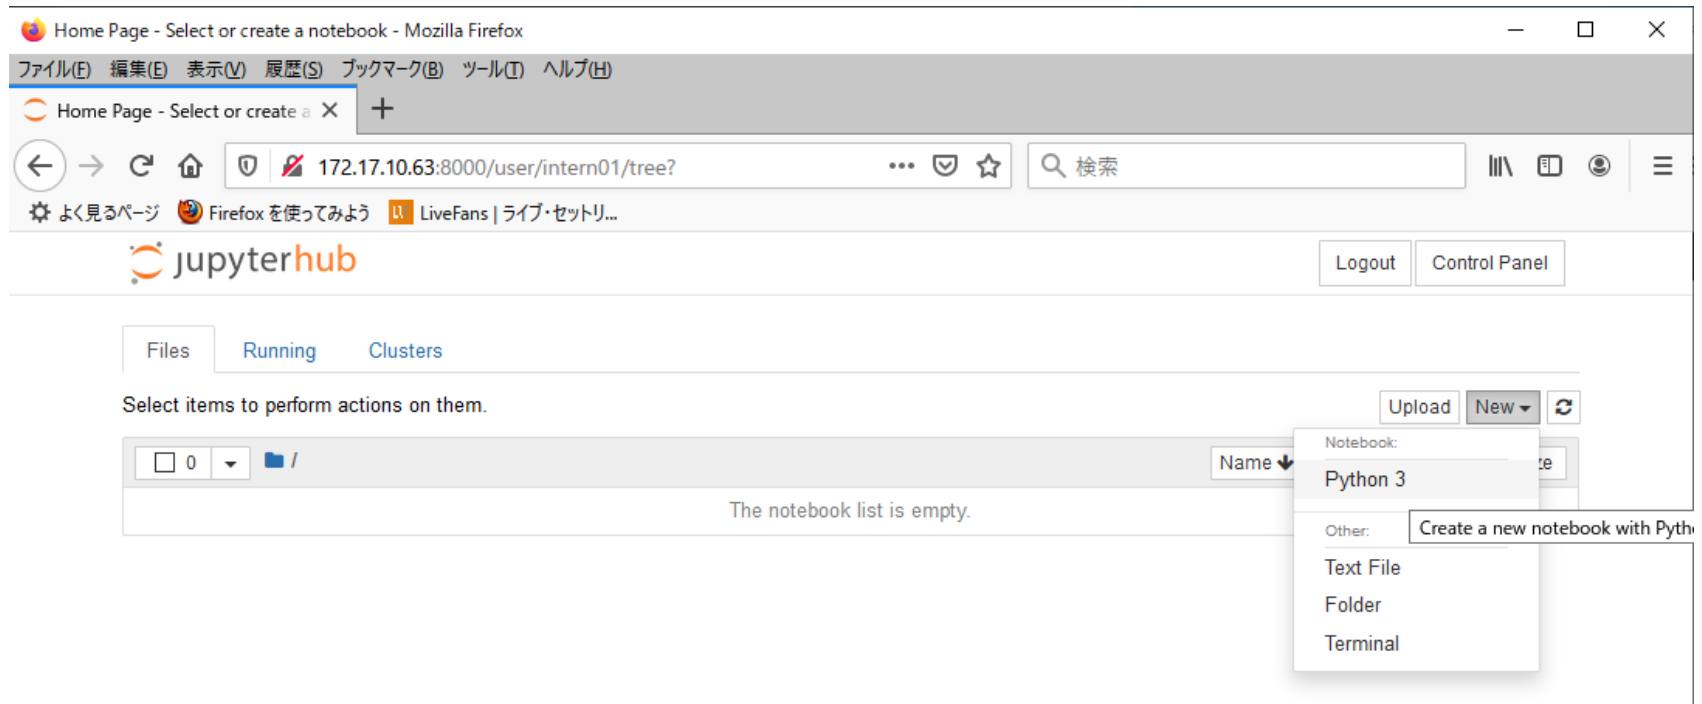 Home Page - Select or create a notebook - Mozilla Firefox
ファイル(F) 編集(E) 表示(V) 履歴(S) ブックマーク(B) ツール(T) ヘルプ(H)
Home Page - Select or create a
172.17.10.63:8000/user/intern01/tree?
検索
よく見るページ Firefox を使ってみよう LiveFans | ライブ・セットリ...
jupyterhub
Logout Control Panel
Files Running Clusters
Select items to perform actions on them.
Upload New
0 / Name
Notebook:
Python 3
The notebook list is empty.
Other:
Create a new notebook with
Text File
Folder
Terminal